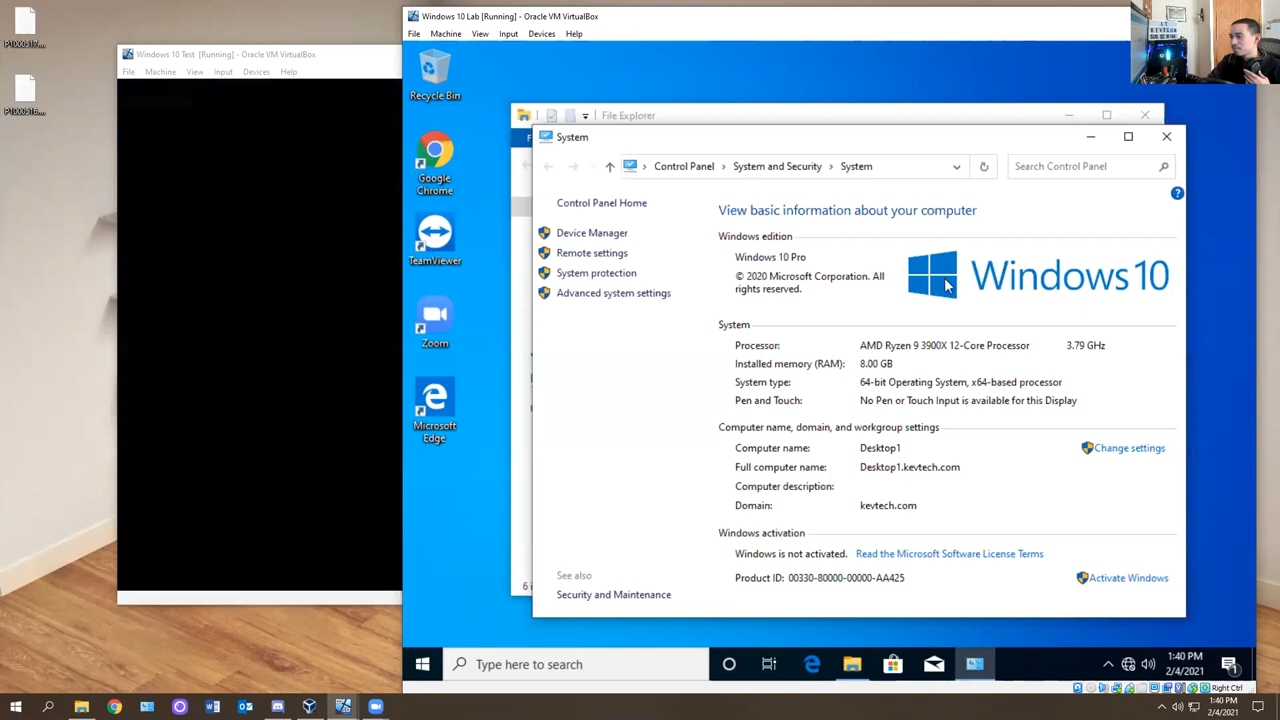 P1000317...
P1000316...
Windows 10 Test [Running] - Oracle VM VirtualBox
File Machine View Input Devices Help
Windows 10 Lab [Running] - Oracle VM VirtualBox
File Machine View Input Devices Help
Recycle Bin
Google
Chrome
TeamViewer
Zoom
Microsoft
Edge
File Explorer
System
Control Panel > System and Security > System
Search Control Panel
Control Panel Home
Device Manager
Remote settings
System protection
Advanced system settings
See also
Security and Maintenance
View basic information about your computer
Windows edition
Windows 10 Pro
© 2020 Microsoft Corporation. All
rights reserved.
Windows 10
System
Processor: AMD Ryzen 9 3900X 12-Core Processor 3.79 GHz
Installed memory (RAM): 8.00 GB
System type: 64-bit Operating System, x64-based processor
Pen and Touch: No Pen or Touch Input is available for this Display
Computer name, domain, and workgroup settings
Computer name: Desktop1 Change settings
Full computer name: Desktop1.kevtech.com
Computer description:
Domain: kevtech.com
Windows activation
Windows is not activated. Read the Microsoft Software License Terms
Product ID: 00330-80000-00000-AA425 Activate Windows
Type here to search
1:40 PM
2/4/2021
Right Ctrl
1:40 PM
2/4/2021